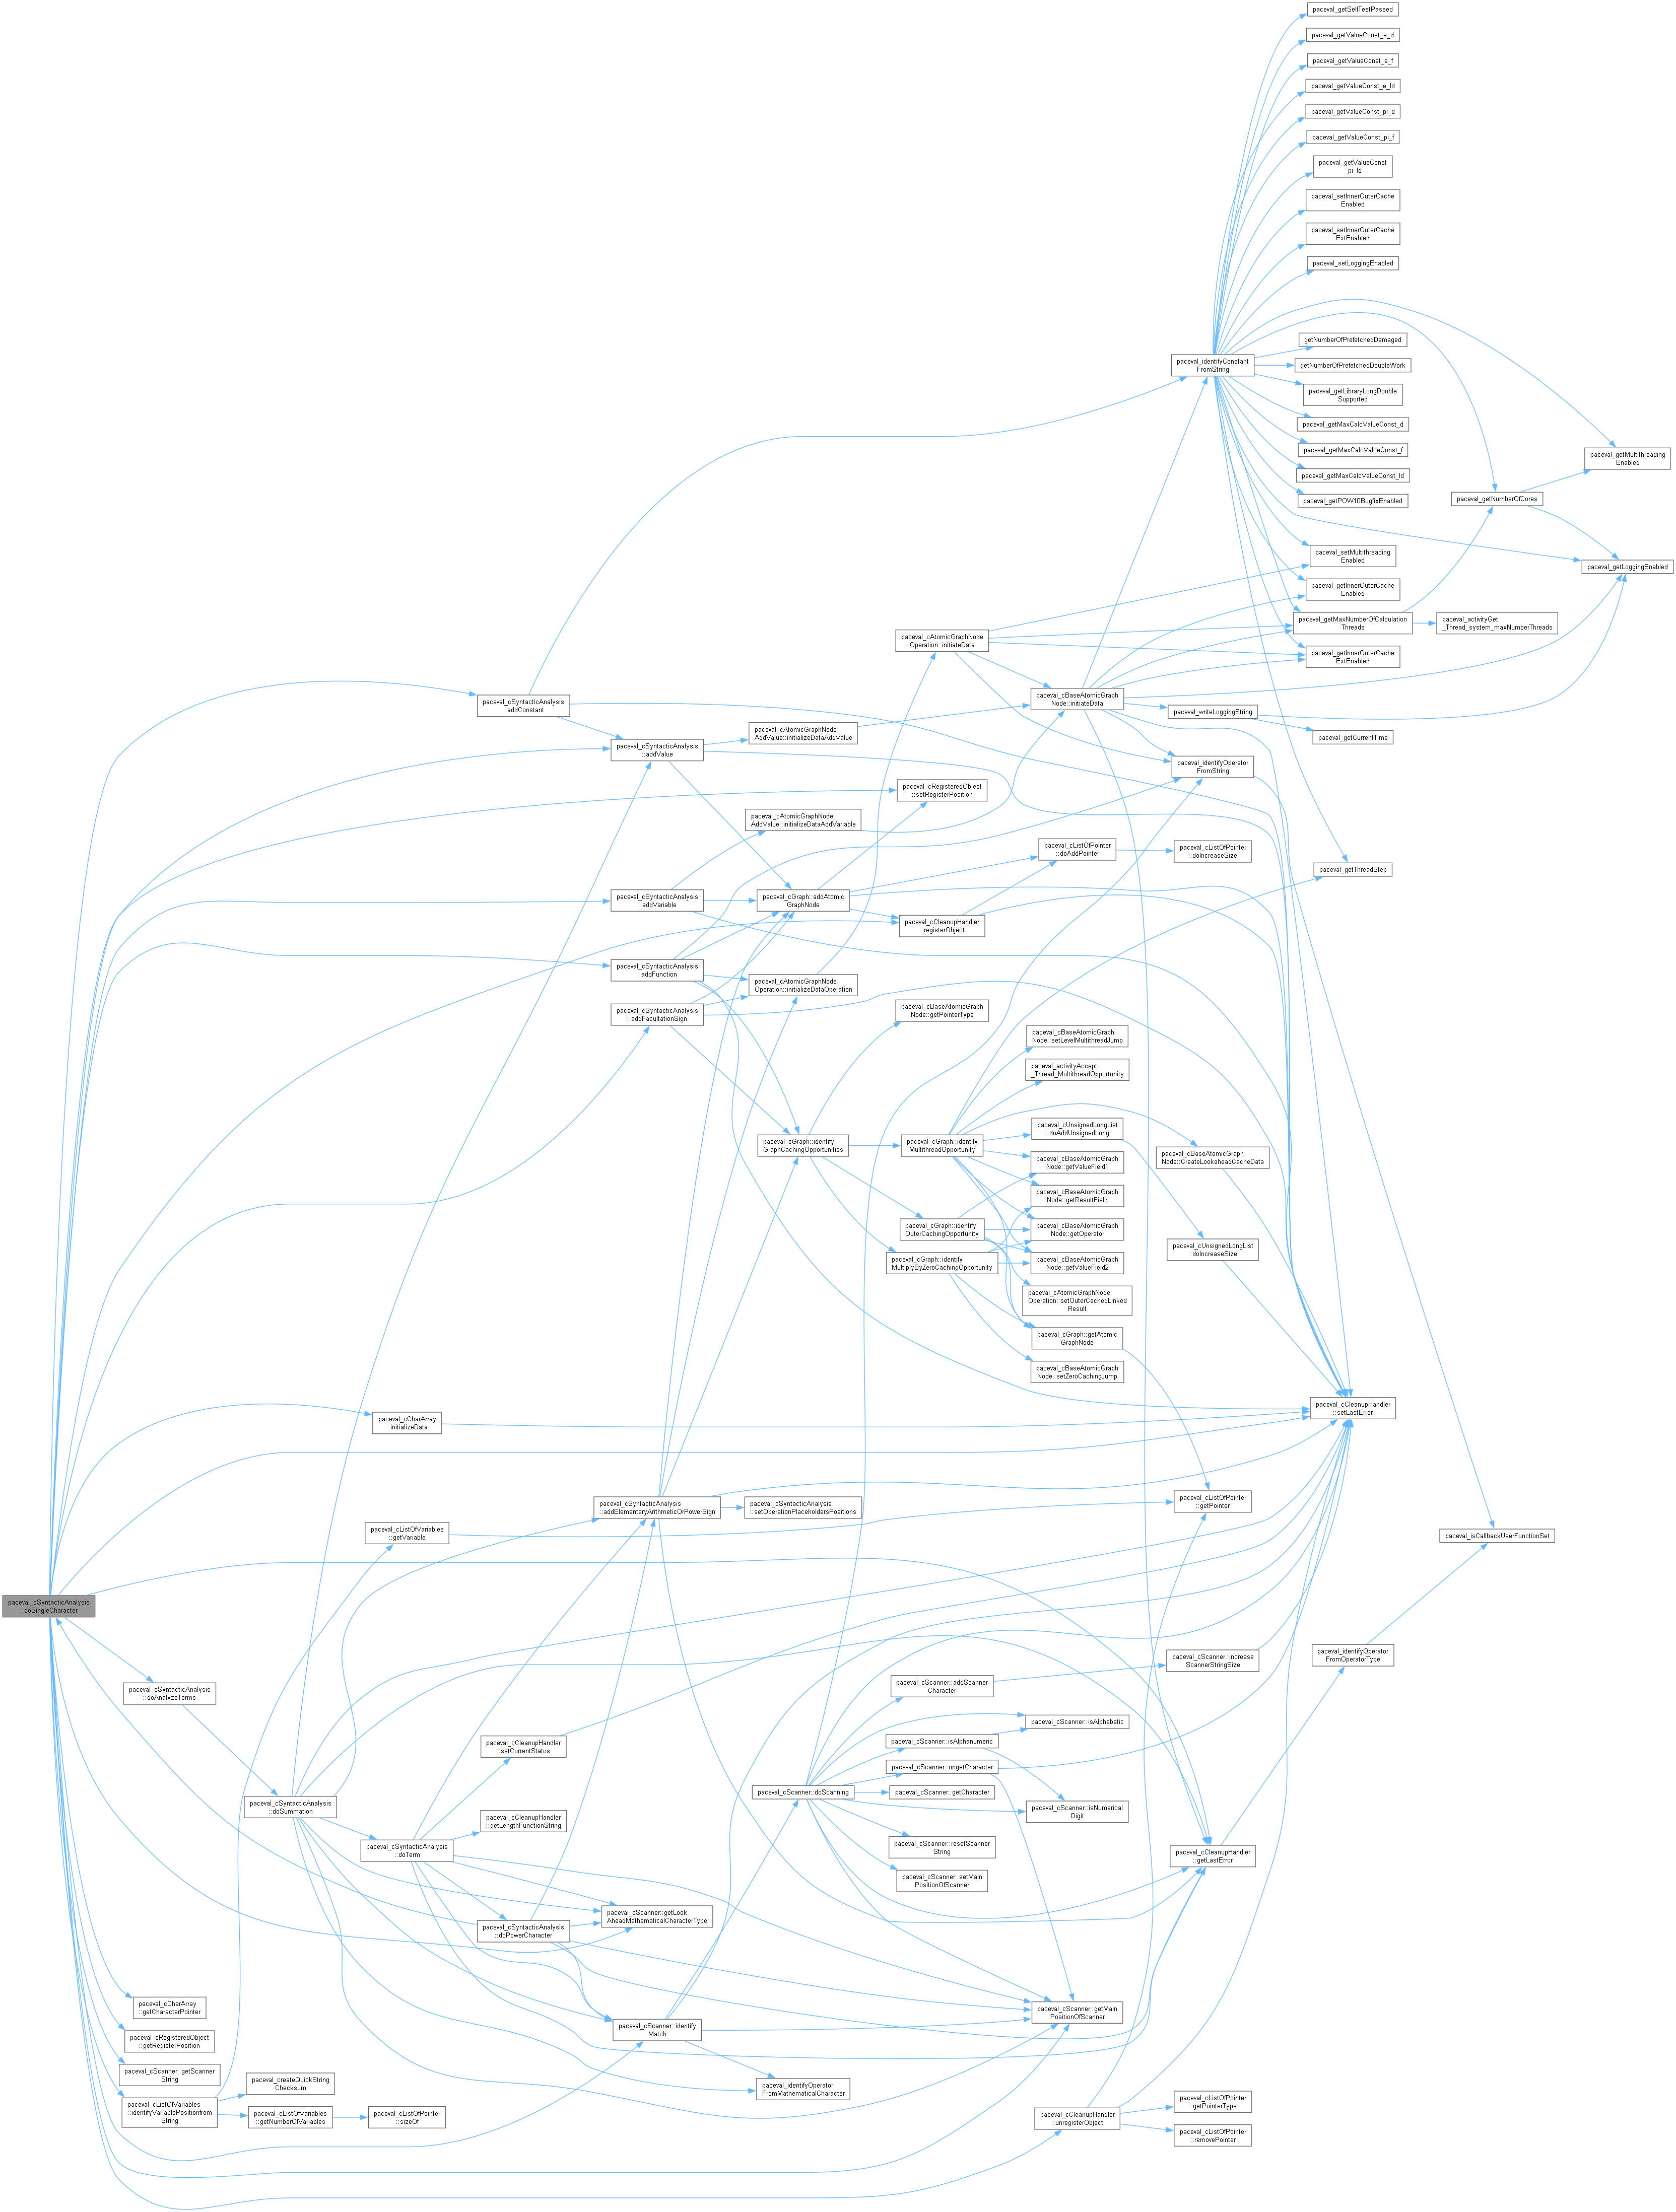 paceval_getSelfTestPassed
paceval_getValueConst_e_d
paceval_getValueConst_e_f
paceval_getValueConst_e_ld
paceval_getValueConst_pi_d
paceval_getValueConst_pi_f
paceval_getValueConst
_pi_ld
paceval_setInnerOuterCache
Enabled
paceval_setInnerOuterCache
ExtEnabled
paceval_setLoggingEnabled
getNumberOfPrefetchedDamaged
paceval_identifyConstant
FromString
getNumberOfPrefetchedDoubleWork
paceval_getLibraryLongDouble
Supported
paceval_getMaxCalcValueConst_d
paceval_getMaxCalcValueConst_f
paceval_getMultithreading
Enabled
paceval_getMaxCalcValueConst_ld
paceval_getPOW10BugfixEnabled
paceval_getNumberOfCores
paceval_setMultithreading
Enabled
paceval_getLoggingEnabled
paceval_getInnerOuterCache
Enabled
paceval_getMaxNumberOfCalculation
Threads
paceval_activityGet
_Thread_system_maxNumberThreads
paceval_cAtomicGraphNode
Operation::initiateData
paceval_getInnerOuterCache
ExtEnabled
paceval_cBaseAtomicGraph
Node::initiateData
paceval_cSyntacticAnalysis
::addConstant
paceval_writeLoggingString
paceval_cAtomicGraphNode
AddValue::initializeDataAddValue
paceval_getCurrentTime
paceval_cSyntacticAnalysis
::addValue
paceval_identifyOperator
FromString
paceval_cRegisteredObject
::setRegisterPosition
paceval_cAtomicGraphNode
AddValue::initializeDataAddVariable
paceval_cListOfPointer
::doAddPointer
paceval_cListOfPointer
::doIncreaseSize
paceval_getThreadStep
paceval_cSyntacticAnalysis
::addVariable
paceval_cGraph::addAtomic
GraphNode
paceval_cCleanupHandler
::registerObject
paceval_cSyntacticAnalysis
::addFunction
paceval_cAtomicGraphNode
Operation::initializeDataOperation
paceval_cSyntacticAnalysis
::addFacultationSign
paceval_cBaseAtomicGraph
Node::getPointerType
paceval_cBaseAtomicGraph
Node::setLevelMultithreadJump
paceval_activityAccept
_Thread_MultithreadOpportunity
paceval_cUnsignedLongList
::doAddUnsignedLong
paceval_cGraph::identify
GraphCachingOpportunities
paceval_cGraph::identify
MultithreadOpportunity
paceval_cBaseAtomicGraph
Node::CreateLookaheadCacheData
paceval_cBaseAtomicGraph
Node::getValueField1
paceval_cBaseAtomicGraph
Node::getResultField
paceval_cGraph::identify
OuterCachingOpportunity
paceval_cBaseAtomicGraph
Node::getOperator
paceval_cUnsignedLongList
::doIncreaseSize
paceval_cGraph::identify
MultiplyByZeroCachingOpportunity
paceval_cBaseAtomicGraph
Node::getValueField2
paceval_cAtomicGraphNode
Operation::setOuterCachedLinked
Result
paceval_cGraph::getAtomic
GraphNode
paceval_cBaseAtomicGraph
Node::setZeroCachingJump
paceval_cCleanupHandler
::setLastError
paceval_cCharArray
::initializeData
paceval_cSyntacticAnalysis
::addElementaryArithmeticOrPowerSign
paceval_cSyntacticAnalysis
::setOperationPlaceholdersPositions
paceval_cListOfPointer
::getPointer
paceval_cListOfVariables
::getVariable
paceval_isCallbackUserFunctionSet
paceval_cSyntacticAnalysis
::doSingleCharacter
paceval_identifyOperator
FromOperatorType
paceval_cScanner::increase
ScannerStringSize
paceval_cSyntacticAnalysis
::doAnalyzeTerms
paceval_cScanner::addScanner
Character
paceval_cScanner::isAlphabetic
paceval_cCleanupHandler
::setCurrentStatus
paceval_cScanner::isAlphanumeric
paceval_cScanner::ungetCharacter
paceval_cScanner::doScanning
paceval_cScanner::getCharacter
paceval_cSyntacticAnalysis
::doSummation
paceval_cScanner::isNumerical
Digit
paceval_cCleanupHandler
::getLengthFunctionString
paceval_cSyntacticAnalysis
::doTerm
paceval_cScanner::resetScanner
String
paceval_cCleanupHandler
::getLastError
paceval_cScanner::setMain
PositionOfScanner
paceval_cScanner::getLook
AheadMathematicalCharacterType
paceval_cSyntacticAnalysis
::doPowerCharacter
paceval_cCharArray
::getCharacterPointer
paceval_cScanner::getMain
PositionOfScanner
paceval_cScanner::identify
Match
paceval_cRegisteredObject
::getRegisterPosition
paceval_cScanner::getScanner
String
paceval_createQuickString
Checksum
paceval_identifyOperator
FromMathematicalCharacter
paceval_cListOfVariables
::identifyVariablePositionfrom
String
paceval_cListOfVariables
::getNumberOfVariables
paceval_cListOfPointer
::sizeOf
paceval_cCleanupHandler
::unregisterObject
paceval_cListOfPointer
::getPointerType
paceval_cListOfPointer
::removePointer